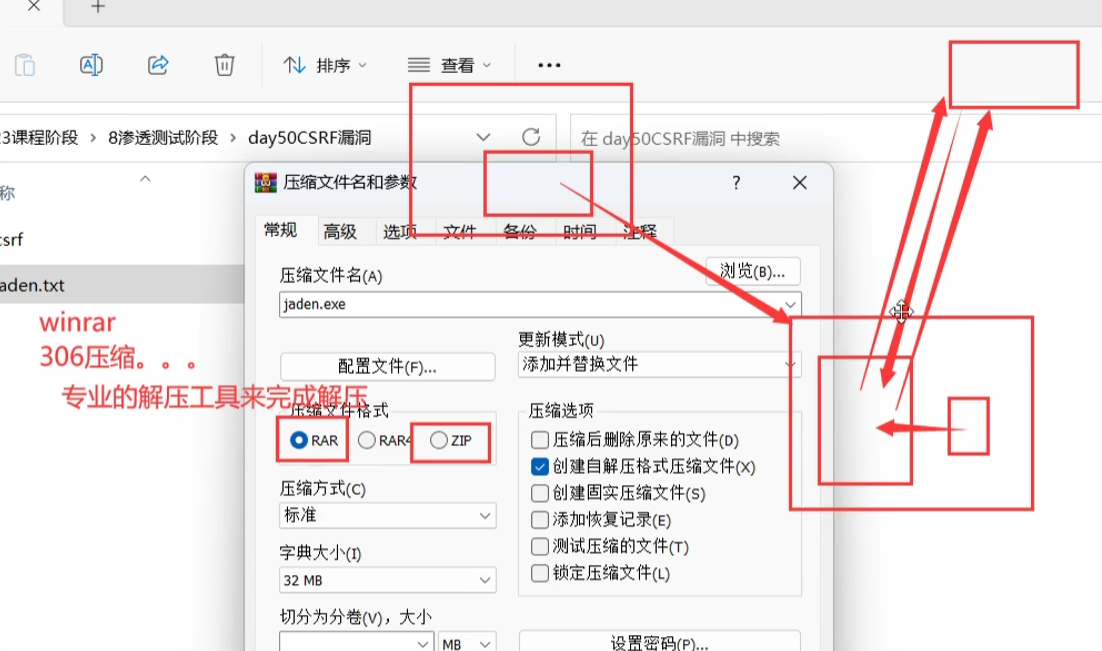 排序
查看
23课程阶段 > 8渗透测试阶段 > day50CSRF漏洞
在 day50CSRF漏洞 中搜索
称
csrf
jaden.txt
winrar
306压缩。。。
专业的解压工具来完成解压
压缩文件名和参数
?
常规 高级 选项 文件 备份 时间 注释
压缩文件名(A)
浏览(B)...
jaden.exe
更新模式(U)
配置文件(F)...
添加并替换文件
压缩文件格式
RAR RAR4 ZIP
压缩方式(C)
标准
字典大小(I)
32 MB
切分为分卷(V)，大小
MB
压缩选项
压缩后删除原来的文件(D)
创建自解压格式压缩文件(X)
创建固实压缩文件(S)
添加恢复记录(E)
测试压缩的文件(T)
锁定压缩文件(L)
设置密码(P)...